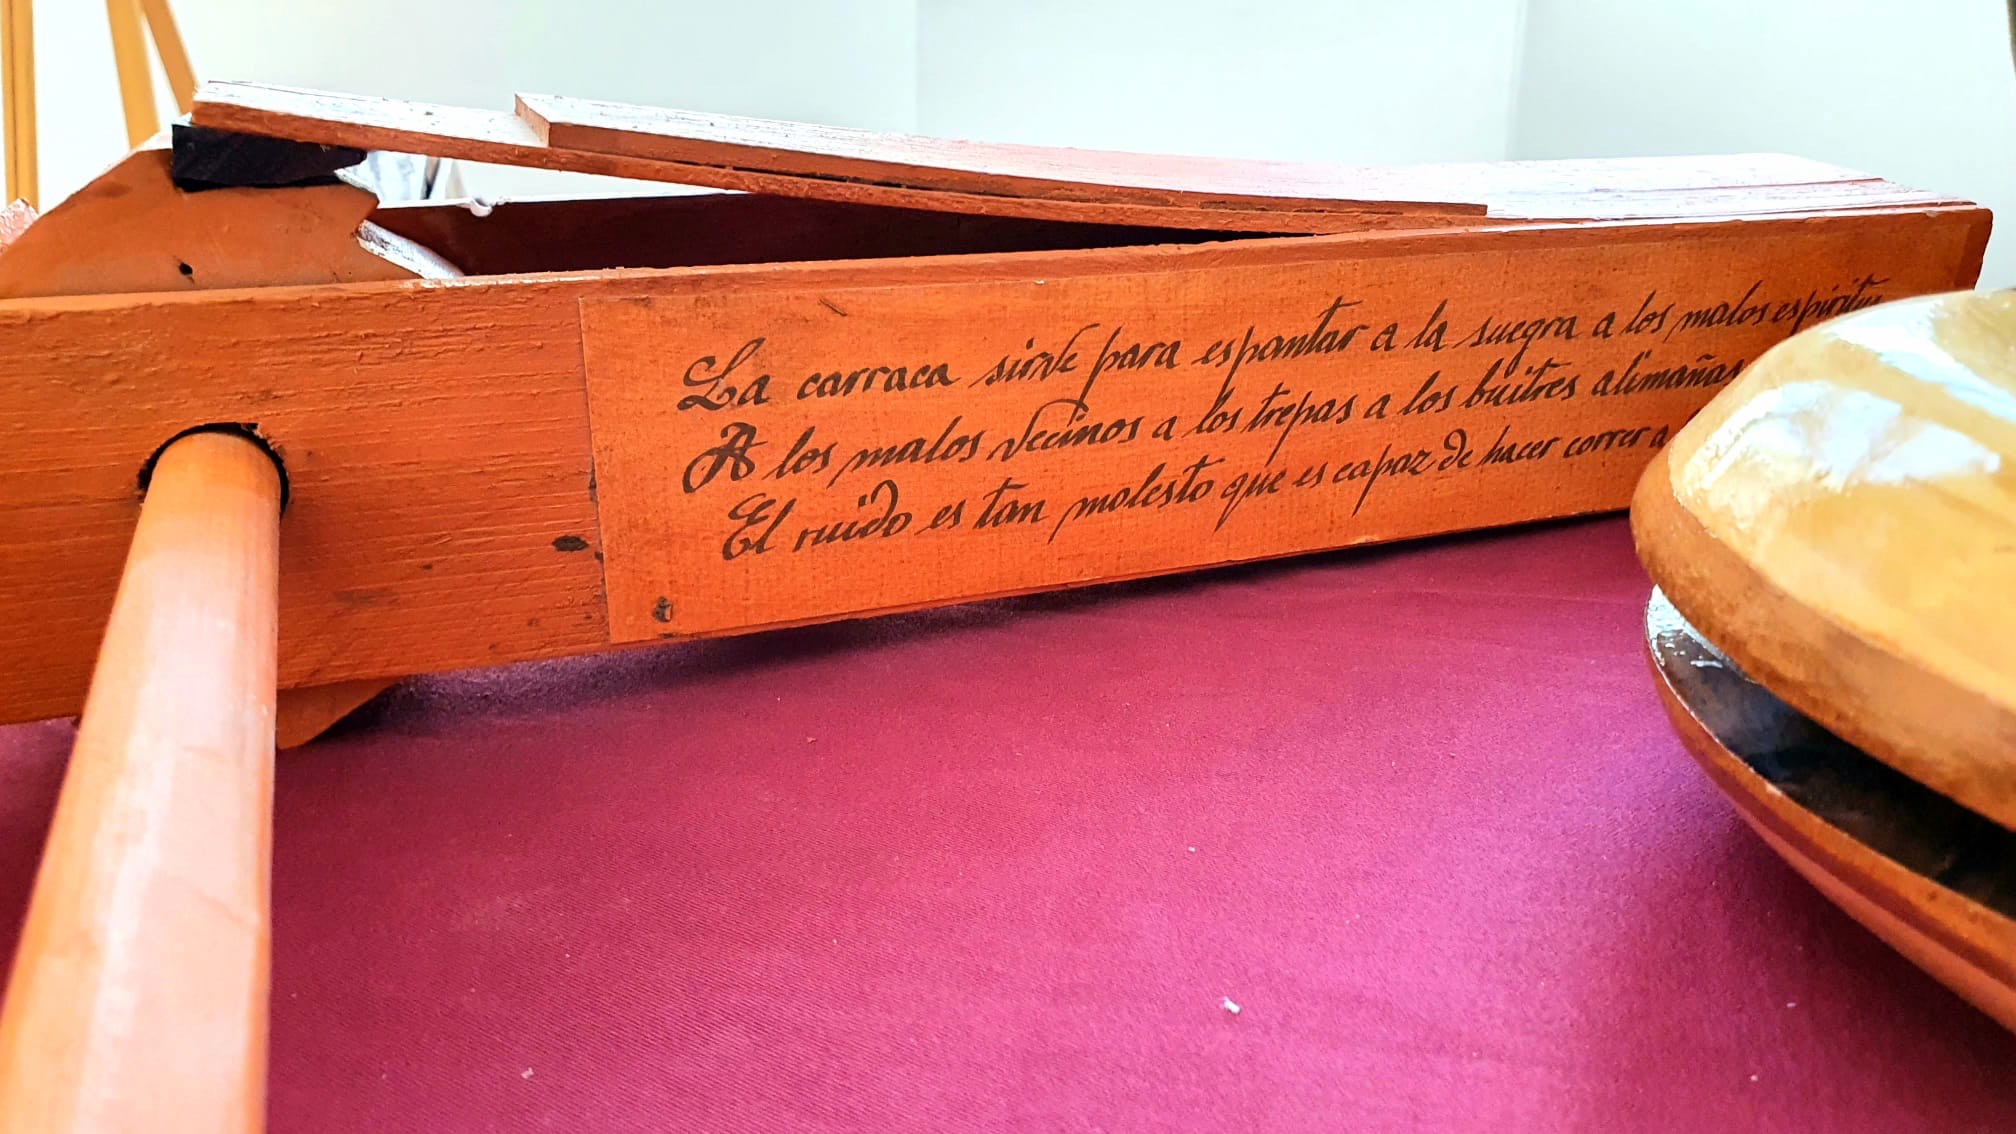 La carraca sirve para espantar a la suegra a los malos espiritus
A los malos vecinos a los trepas a los buitres alimañas
El ruido es tan molesto que es capaz de hacer correr a